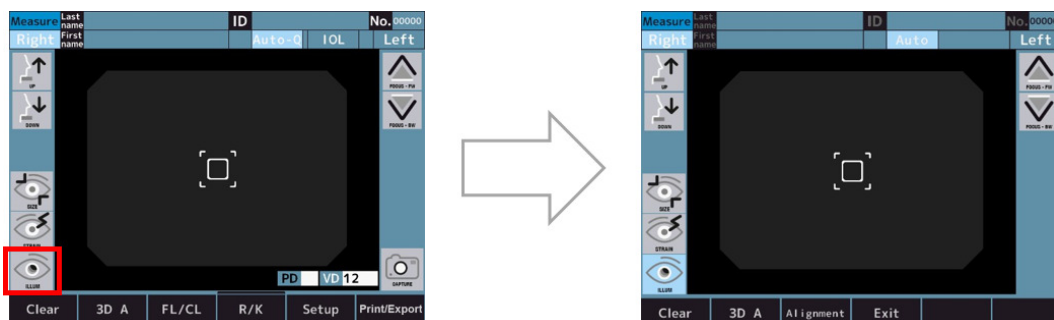 Measure Last name ID No. 00000
Right First name Auto-Q IOL Left
UP
FOCUS - FW
DOWN
FOCUS - BW
SIZE
STRAIN
ILLUM
PD VD 12
CAPTURE
Clear 3D A FL/CL R/K Setup Print/Export
Measure Last name ID No. 0000
Right First name Auto Left
UP
FOCUS - FW
DOWN
FOCUS - BW
SIZE
STRAIN
ILLUM
Clear 3D A Alignment Exit